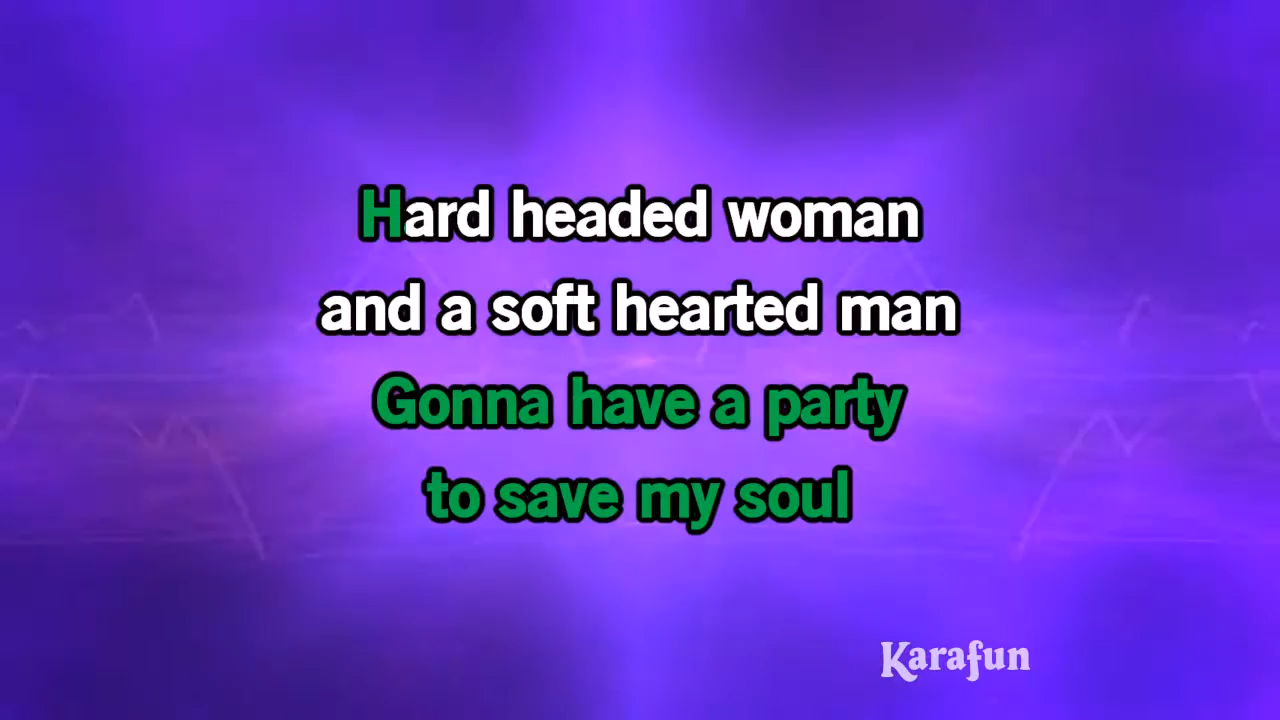 Hard headed woman
and a soft hearted man
Gonna have a party
to save my soul
Karafun